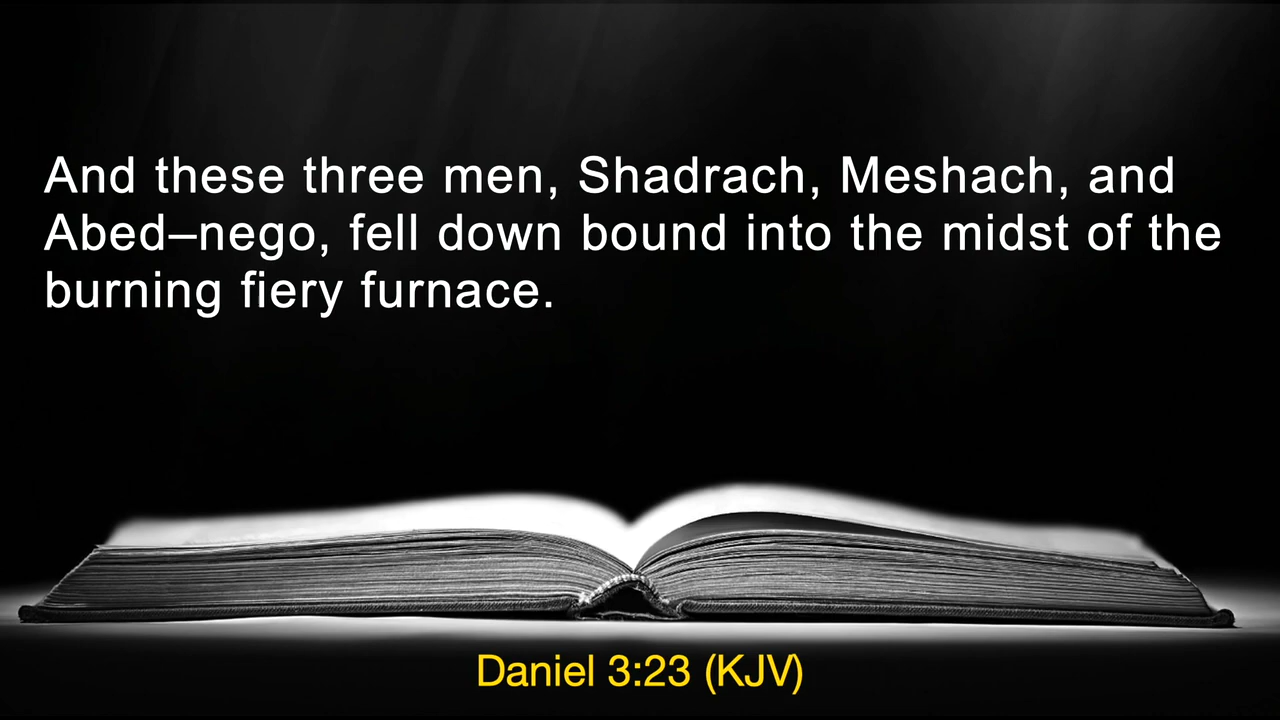 And these three men, Shadrach, Meshach, and
Abed—nego, fell down bound into the midst of the
burning fiery furnace.
Daniel 3:23 (KJV)